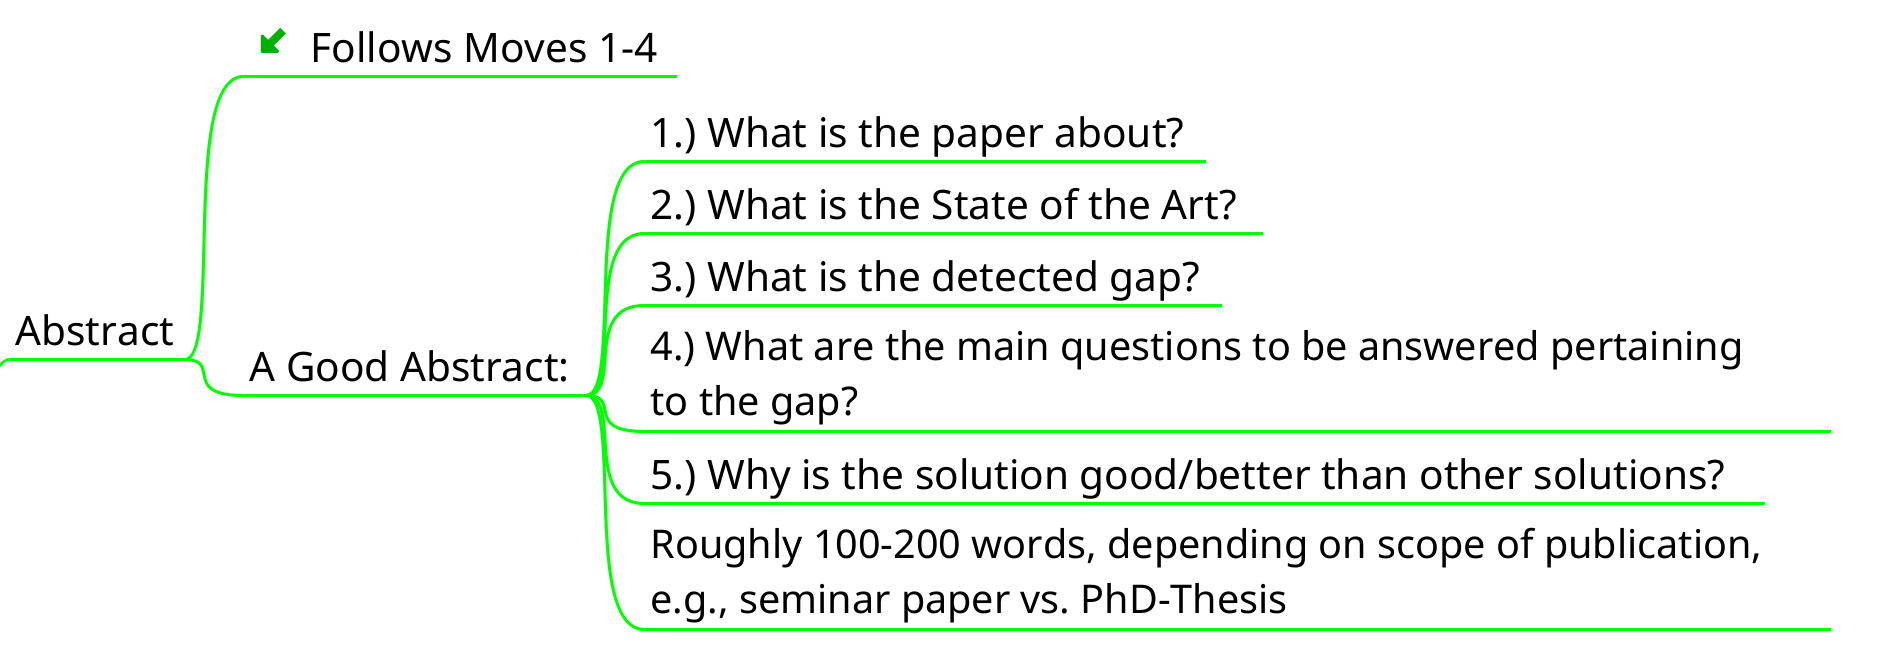 Follows Moves 1-4
1.) What is the paper about?
2.) What is the State of the Art?
3.) What is the detected gap?
Abstract
4.) What are the main questions to be answered pertaining
to the gap?
A Good Abstract:
5.) Why is the solution good/better than other solutions?
Roughly 100-200 words, depending on scope of publication,
e.g., seminar paper vs. PhD-Thesis